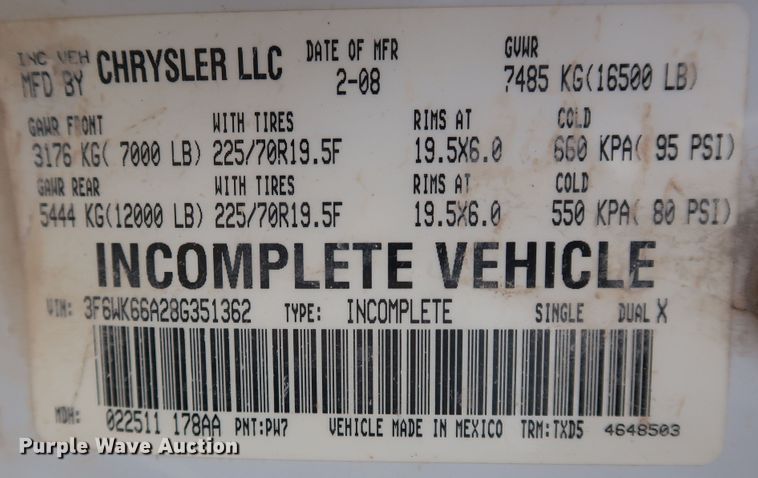 INC VEH
MFD BY CHRYSLER LLC DATE OF MFR GVWR
2-08 7485 KG(16500 LB)
GAWR FRONT WITH TIRES RIMS AT COLD
3176 KG( 7000 LB) 225/70R19.5F 19.5X6.0 660 KPA( 95 PSI)
GAWR REAR WITH TIRES RIMS AT COLD
5444 KG(12000 LB) 225/70R19.5F 19.5X6.0 550 KPA( 80 PSI)
INCOMPLETE VEHICLE
VIN: 3F6WK66A28G351362 TYPE: INCOMPLETE SINGLE DUAL X
MDH: 022511 178AA PNT:PW7 VEHICLE MADE IN MEXICO TRM:TXD5 4648503
Purple Wave Auction